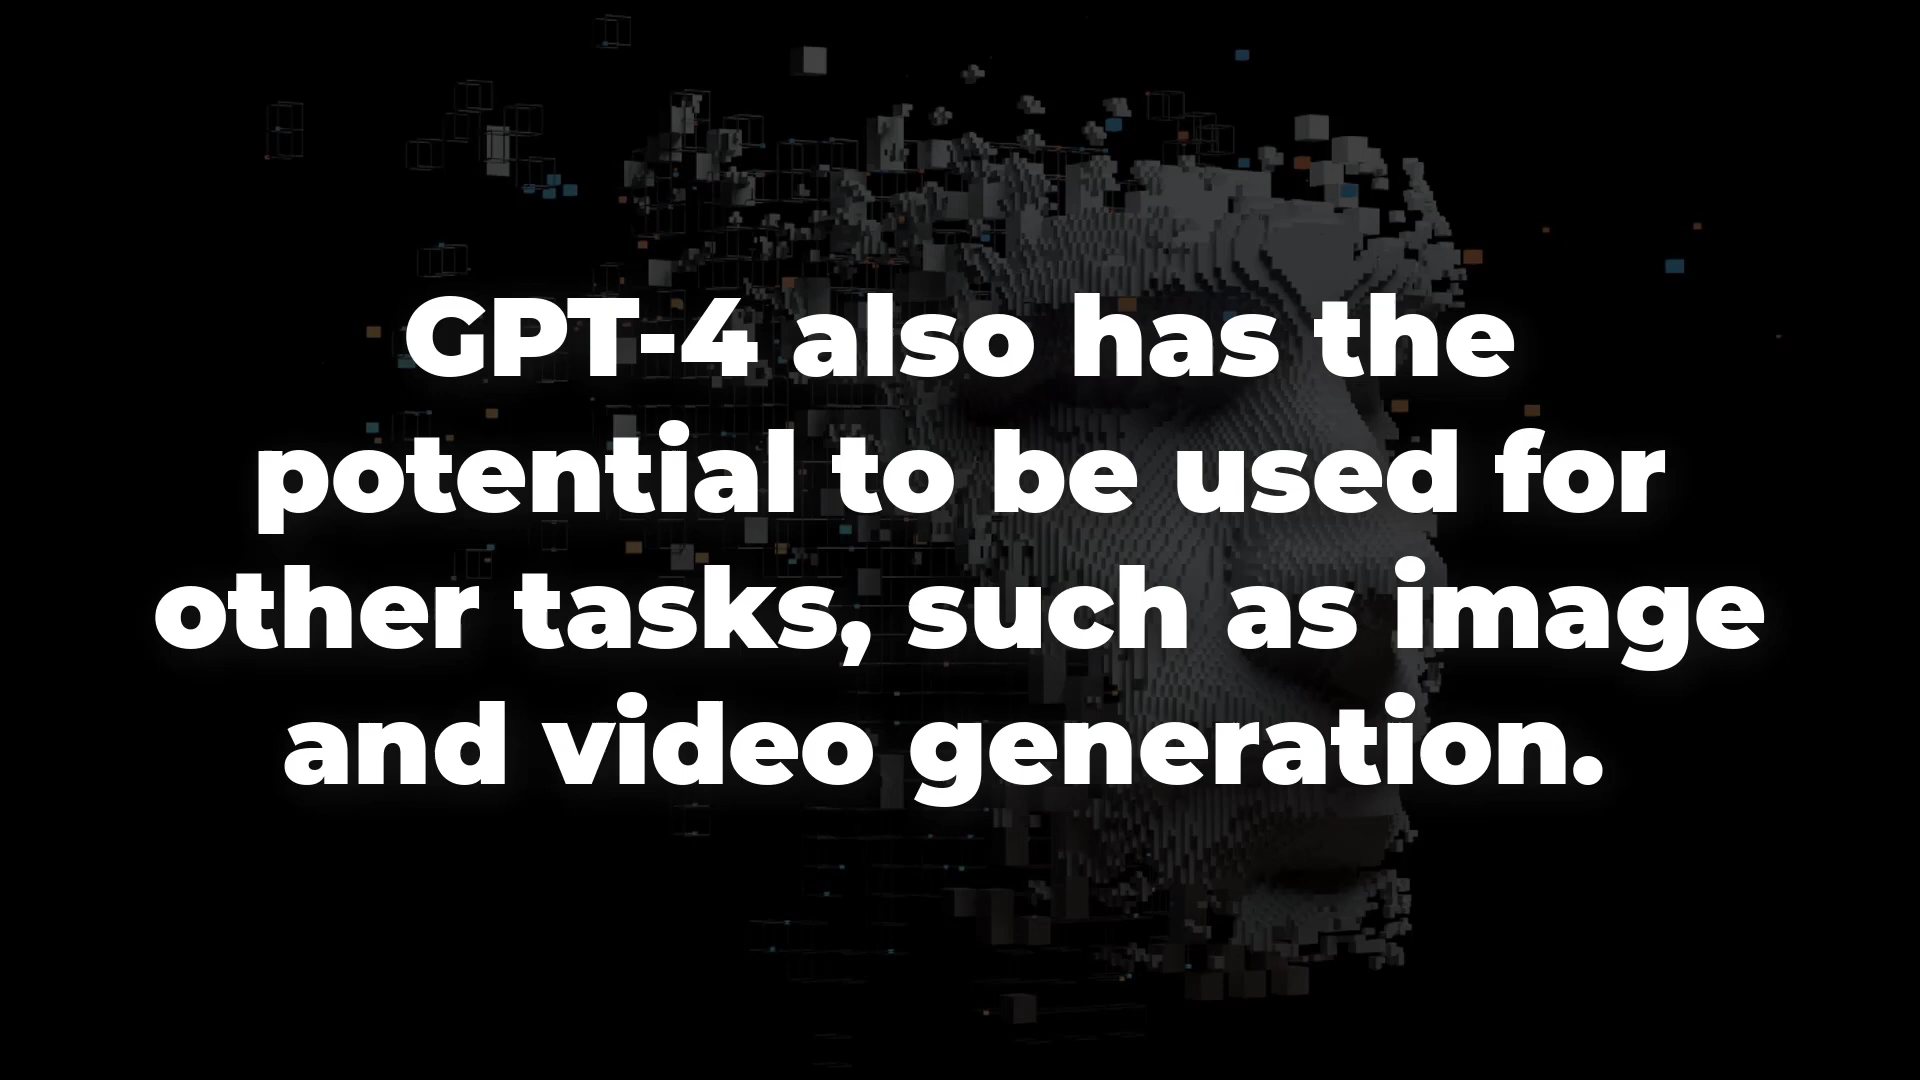 GPT-4 also has the
potential to be used for
other tasks, such as image
and video generation.